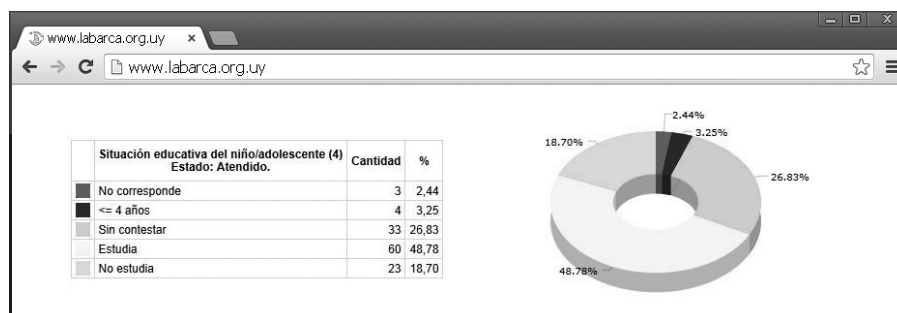 www.labarca.org.uy
www.labarca.org.uy
Situación educativa del niño/adolescente (4)
Estado: Atendido.
Cantidad
%
No corresponde 3 2,44
<= 4 años 4 3,25
Sin contestar 33 26,83
Estudia 60 48,78
No estudia 23 18,70
2.44%
3.25%
18.70%
26.83%
48.78%